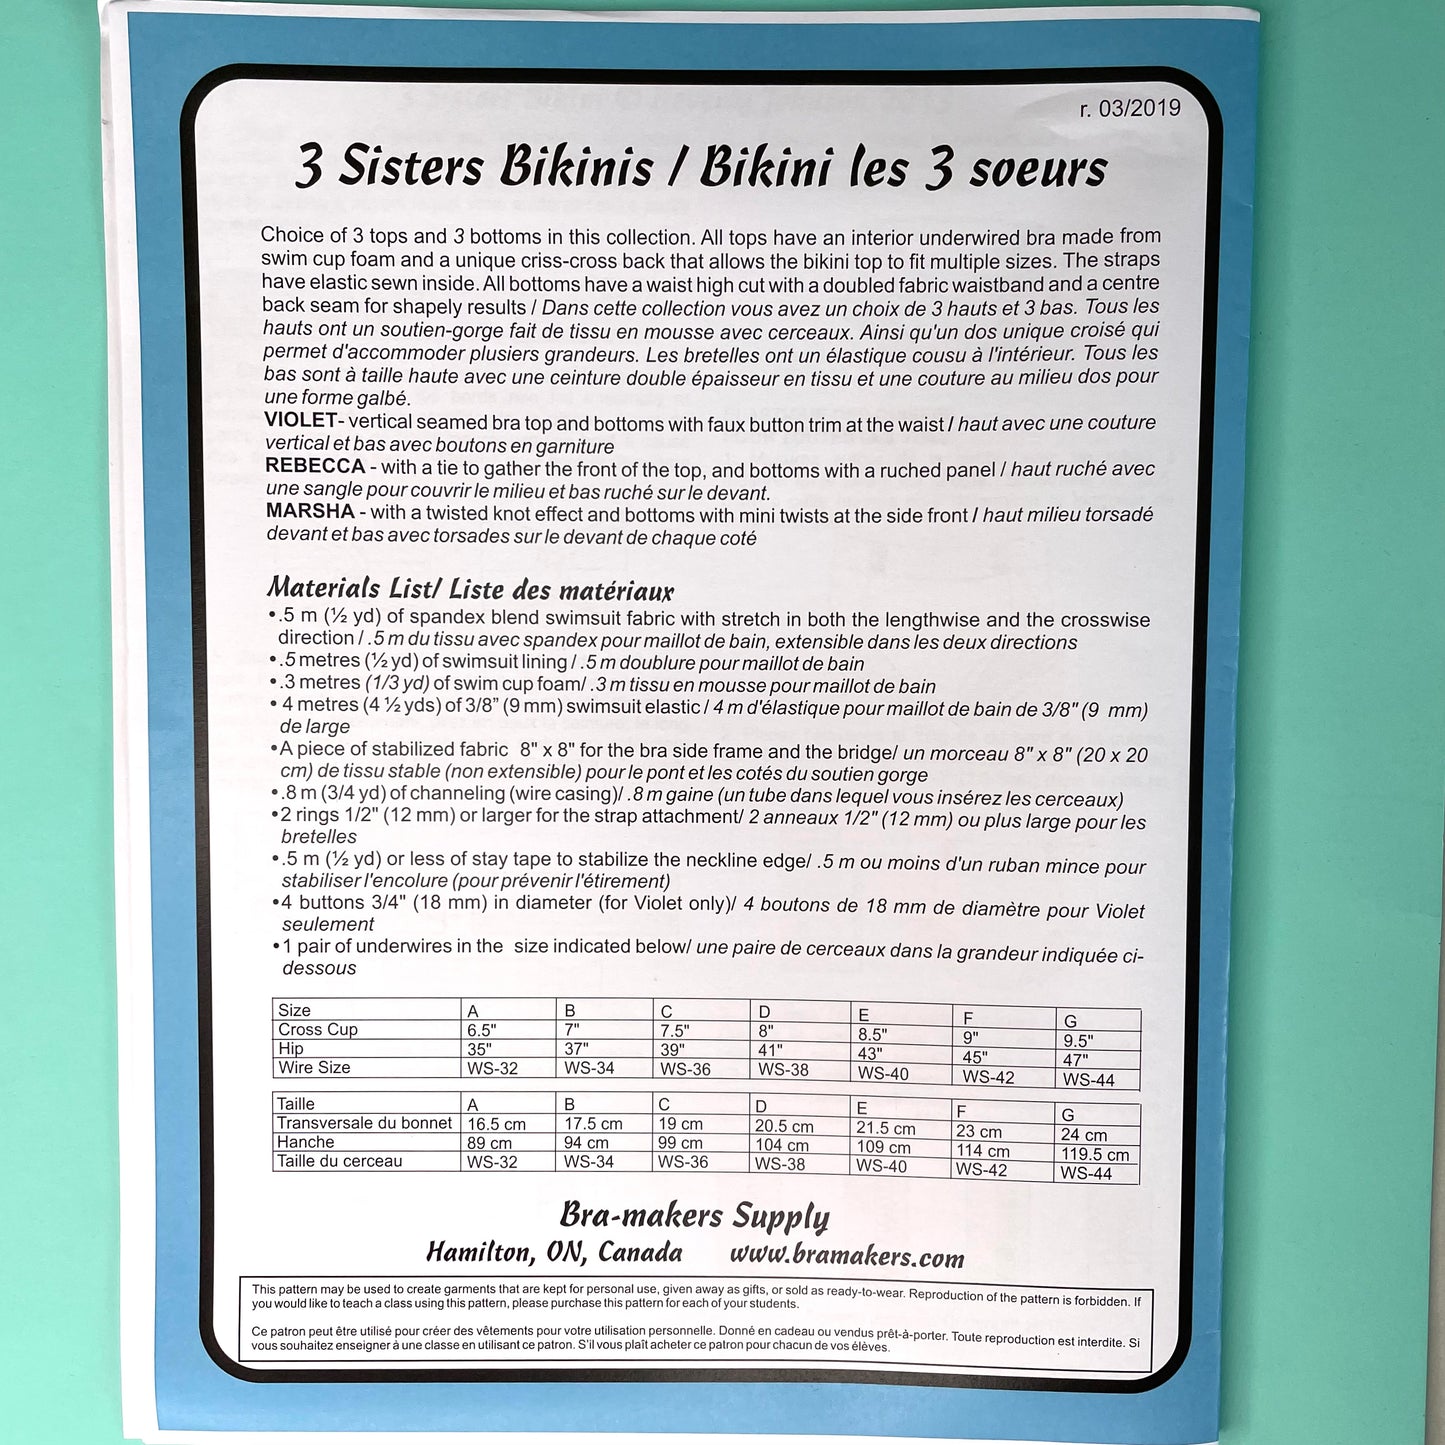 r. 03/2019
3 Sisters Bikinis / Bikini les 3 soeurs
Choice of 3 tops and 3 bottoms in this collection. All tops have an interior underwired bra made from
swim cup foam and a unique criss-cross back that allows the bikini top to fit multiple sizes. The straps
have elastic sewn inside. All bottoms have a waist high cut with a doubled fabric waistband and a centre
back seam for shapely results / Dans cette collection vous avez un choix de 3 hauts et 3 bas. Tous les
hauts ont un soutien-gorge fait de tissu en mousse avec cerceaux. Ainsi qu'un dos unique croisé qui
permet d'accommoder plusiers grandeurs. Les bretelles ont un élastique cousu à l'intérieur. Tous les
bas sont à taille haute avec une ceinture double épaisseur en tissu et une couture au milieu dos pour
une forme galbé.
VIOLET- vertical seamed bra top and bottoms with faux button trim at the waist / haut avec une couture
vertical et bas avec boutons en garniture
REBECCA - with a tie to gather the front of the top, and bottoms with a ruched panel / haut ruché avec
une sangle pour couvrir le milieu et bas ruché sur le devant.
MARSHA - with a twisted knot effect and bottoms with mini twists at the side front / haut milieu torsadé
devant et bas avec torsades sur le devant de chaque coté
Materials List/ Liste des matériaux
•.5 m (½ yd) of spandex blend swimsuit fabric with stretch in both the lengthwise and the crosswise
direction / .5 m du tissu avec spandex pour maillot de bain, extensible dans les deux directions
•.5 metres (½ yd) of swimsuit lining / .5 m doublure pour maillot de bain
•.3 metres (1/3 yd) of swim cup foam/ .3 m tissu en mousse pour maillot de bain
• 4 metres (4 ½ yds) of 3/8” (9 mm) swimsuit elastic / 4 m d'élastique pour maillot de bain de 3/8" (9 mm)
de large
•A piece of stabilized fabric 8" x 8" for the bra side frame and the bridge/ un morceau 8" x 8" (20 x 20
cm) de tissu stable (non extensible) pour le pont et les cotés du soutien gorge
•.8 m (3/4 yd) of channeling (wire casing)/ .8 m gaine (un tube dans lequel vous insérez les cerceaux)
•2 rings 1/2" (12 mm) or larger for the strap attachment/ 2 anneaux 1/2" (12 mm) ou plus large pour les
bretelles
•.5 m (½ yd) or less of stay tape to stabilize the neckline edge/ .5 m ou moins d'un ruban mince pour
stabiliser l'encolure (pour prévenir l'étirement)
•4 buttons 3/4" (18 mm) in diameter (for Violet only)/ 4 boutons de 18 mm de diamètre pour Violet
seulement
•1 pair of underwires in the size indicated below/ une paire de cerceaux dans la grandeur indiquée ci-
dessous
Size A B C D E F G
Cross Cup 6.5" 7" 7.5" 8" 8.5" 9" 9.5"
Hip 35" 37" 39" 41" 43" 45" 47"
Wire Size WS-32 WS-34 WS-36 WS-38 WS-40 WS-42 WS-44
Taille A B C D E F G
Transversale du bonnet 16.5 cm 17.5 cm 19 cm 20.5 cm 21.5 cm 23 cm 24 cm
Hanche 89 cm 94 cm 99 cm 104 cm 109 cm 114 cm 119.5 cm
Taille du cerceau WS-32 WS-34 WS-36 WS-38 WS-40 WS-42 WS-44
Bra-makers Supply
Hamilton, ON, Canada www.bramakers.com
This pattern may be used to create garments that are kept for personal use, given away as gifts, or sold as ready-to-wear. Reproduction of the pattern is forbidden. If
you would like to teach a class using this pattern, please purchase this pattern for each of your students.
Ce patron peut être utilisé pour créer des vêtements pour votre utilisation personnelle. Donné en cadeau ou vendus prêt-à-porter. Toute reproduction est interdite. Si
vous souhaitez enseigner à une classe en utilisant ce patron. S'il vous plaît acheter ce patron pour chacun de vos élèves.